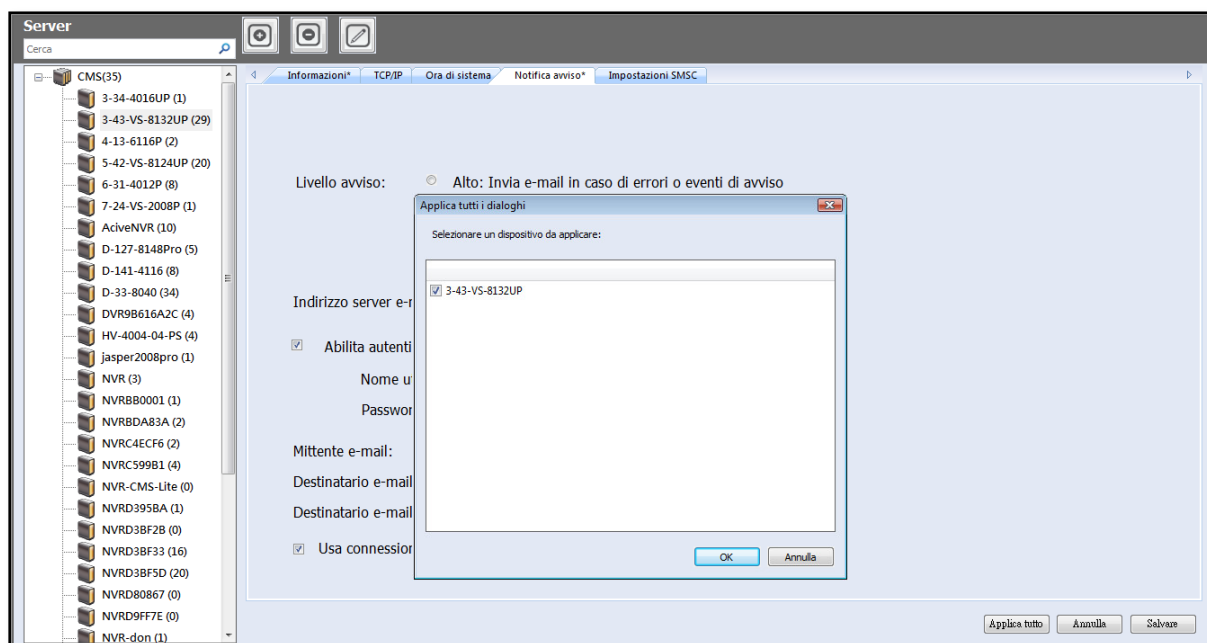 Server
Cerca
CMS(35)
3-34-4016UP (1)
3-43-VS-8132UP (29)
4-13-6116P (2)
5-42-VS-8124UP (20)
6-31-4012P (8)
7-24-VS-2008P (1)
AciveNVR (10)
D-127-8148Pro (5)
D-141-4116 (8)
D-33-8040 (34)
DVR9B616A2C (4)
HV-4004-04-PS (4)
jasper2008pro (1)
NVR (3)
NVRBB0001 (1)
NVRBDA83A (2)
NVRC4ECF6 (2)
NVRC599B1 (4)
NVR-CMS-Lite (0)
NVRD395BA (1)
NVRD3BF2B (0)
NVRD3BF33 (16)
NVRD3BF5D (20)
NVRD80867 (0)
NVRD9FF7E (0)
NVR-don (1)
Informazioni* TCP/IP Ora di sistema Notifica avviso* Impostazioni SMSC
Livello avviso: Alto: Invia e-mail in caso di errori o eventi di avviso
Applica tutti i dialoghi
Selezionare un dispositivo da applicare:
3-43-VS-8132UP
OK Annulla
Indirizzo server e-
Abilita autenti
Nome u
Passwor
Mittente e-mail:
Destinatario e-mail
Destinatario e-mail
Usa connession
Applica tutto Annulla Salvare